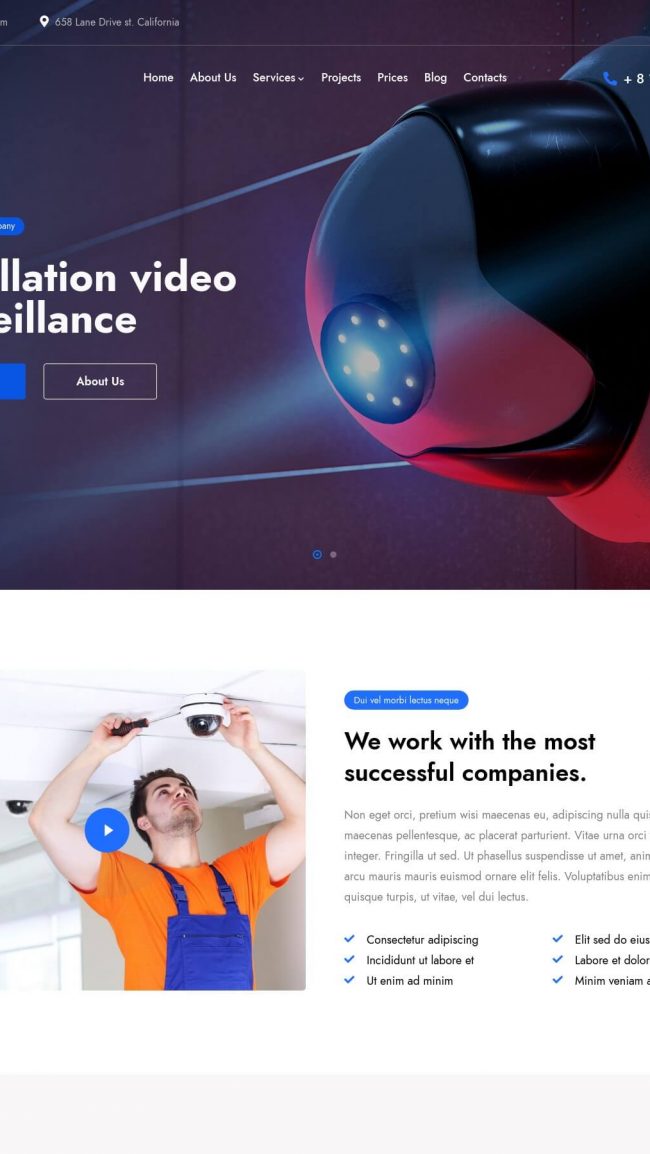 m 658 Lane Drive st. California
Home About Us Services Projects Prices Blog Contacts + 8
pany
llation video
eillance
About Us
Dui vel morbi lectus neque
We work with the most
successful companies.
Non eget orci, pretium wisi maecenas eu, adipiscing nulla quis
maecenas pellentesque, ac placerat parturient. Vitae urna orci
integer. Fringilla ut sed. Ut phasellus suspendisse ut amet, anim
arcu mauris mauris euismod ornare elit felis. Voluptatibus enim
quisque turpis, ut vitae, vel dui lectus.
Consectetur adipiscing Elit sed do eius
Incididunt ut labore et Labore et dolor
Ut enim ad minim Minim veniam a